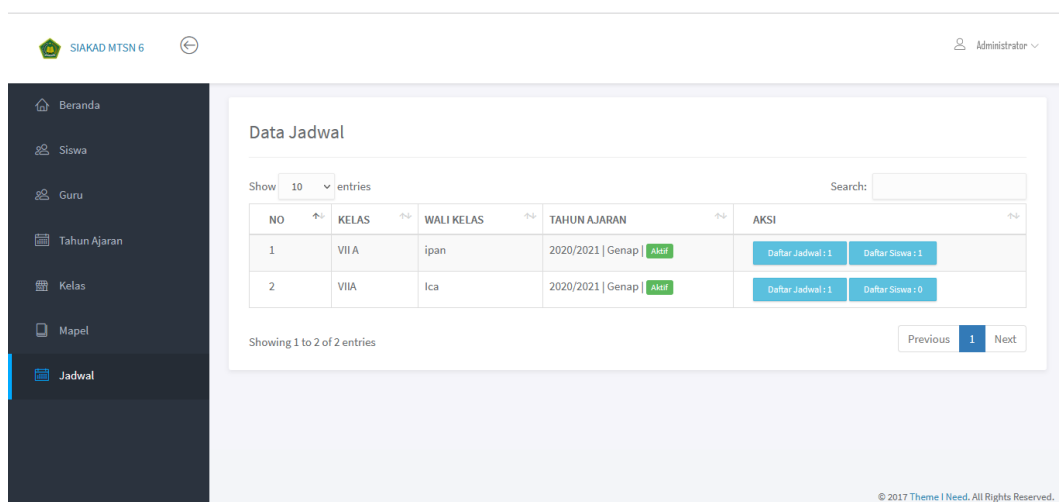 SIAKAD MTSN 6
Administrator
Beranda
Siswa
Guru
Tahun Ajaran
Kelas
Mapel
Jadwal
Data Jadwal
Show 10 entries
Search:
NO KELAS WALI KELAS TAHUN AJARAN AKSI
1 VII A ipan 2020/2021 | Genap | Aktif Daftar Jadwal : 1 Daftar Siswa : 1
2 VIIA Ica 2020/2021 | Genap | Aktif Daftar Jadwal : 1 Daftar Siswa : 0
Showing 1 to 2 of 2 entries
Previous 1 Next
© 2017 Theme I Need. All Rights Reserved.